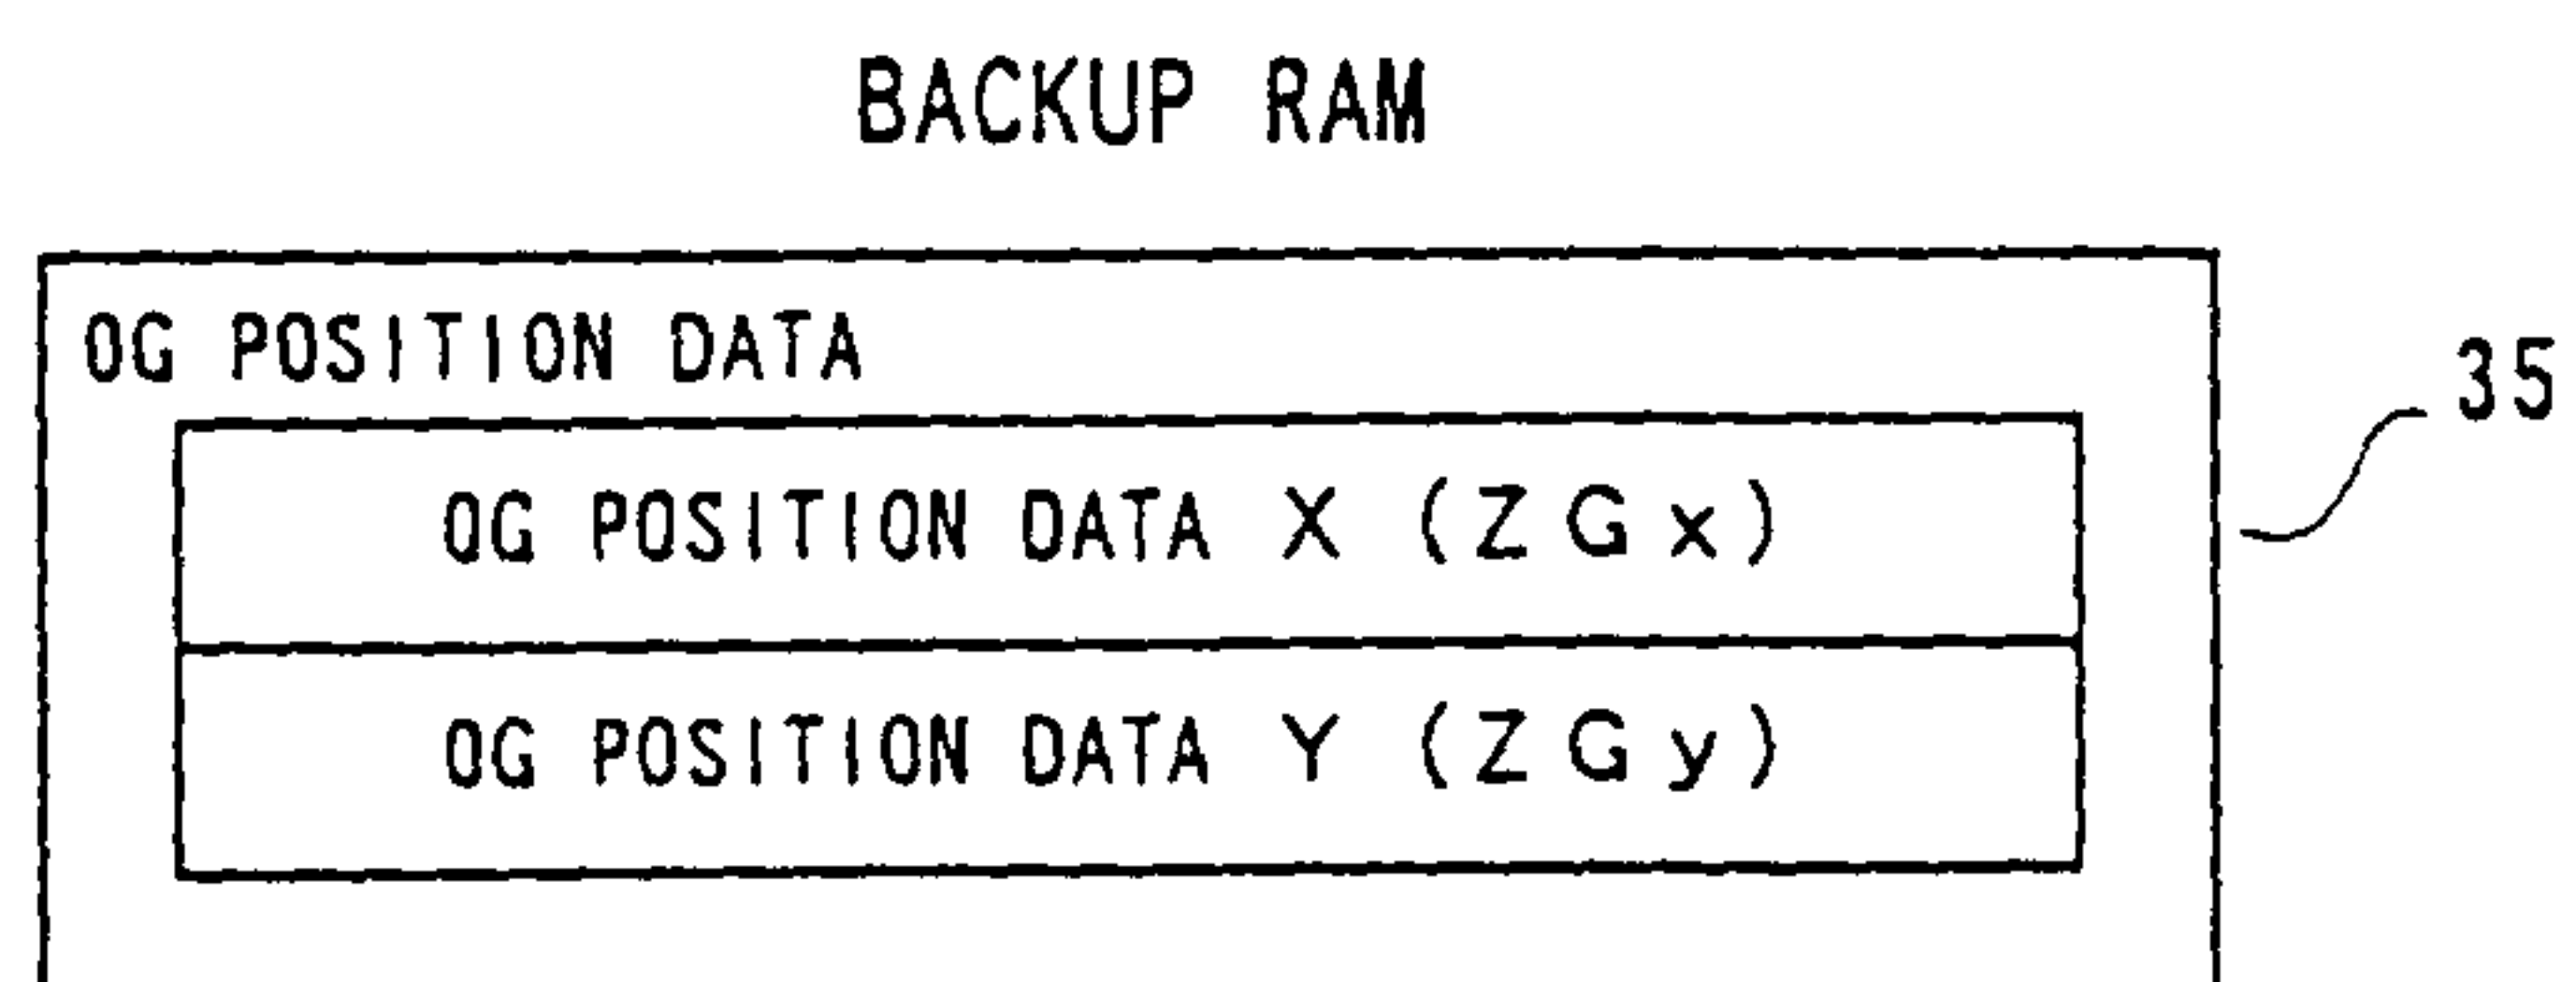 BACKUP RAM
0G POSITION DATA
35
0G POSITION DATA X (ZGx)
0G POSITION DATA Y (ZGy)